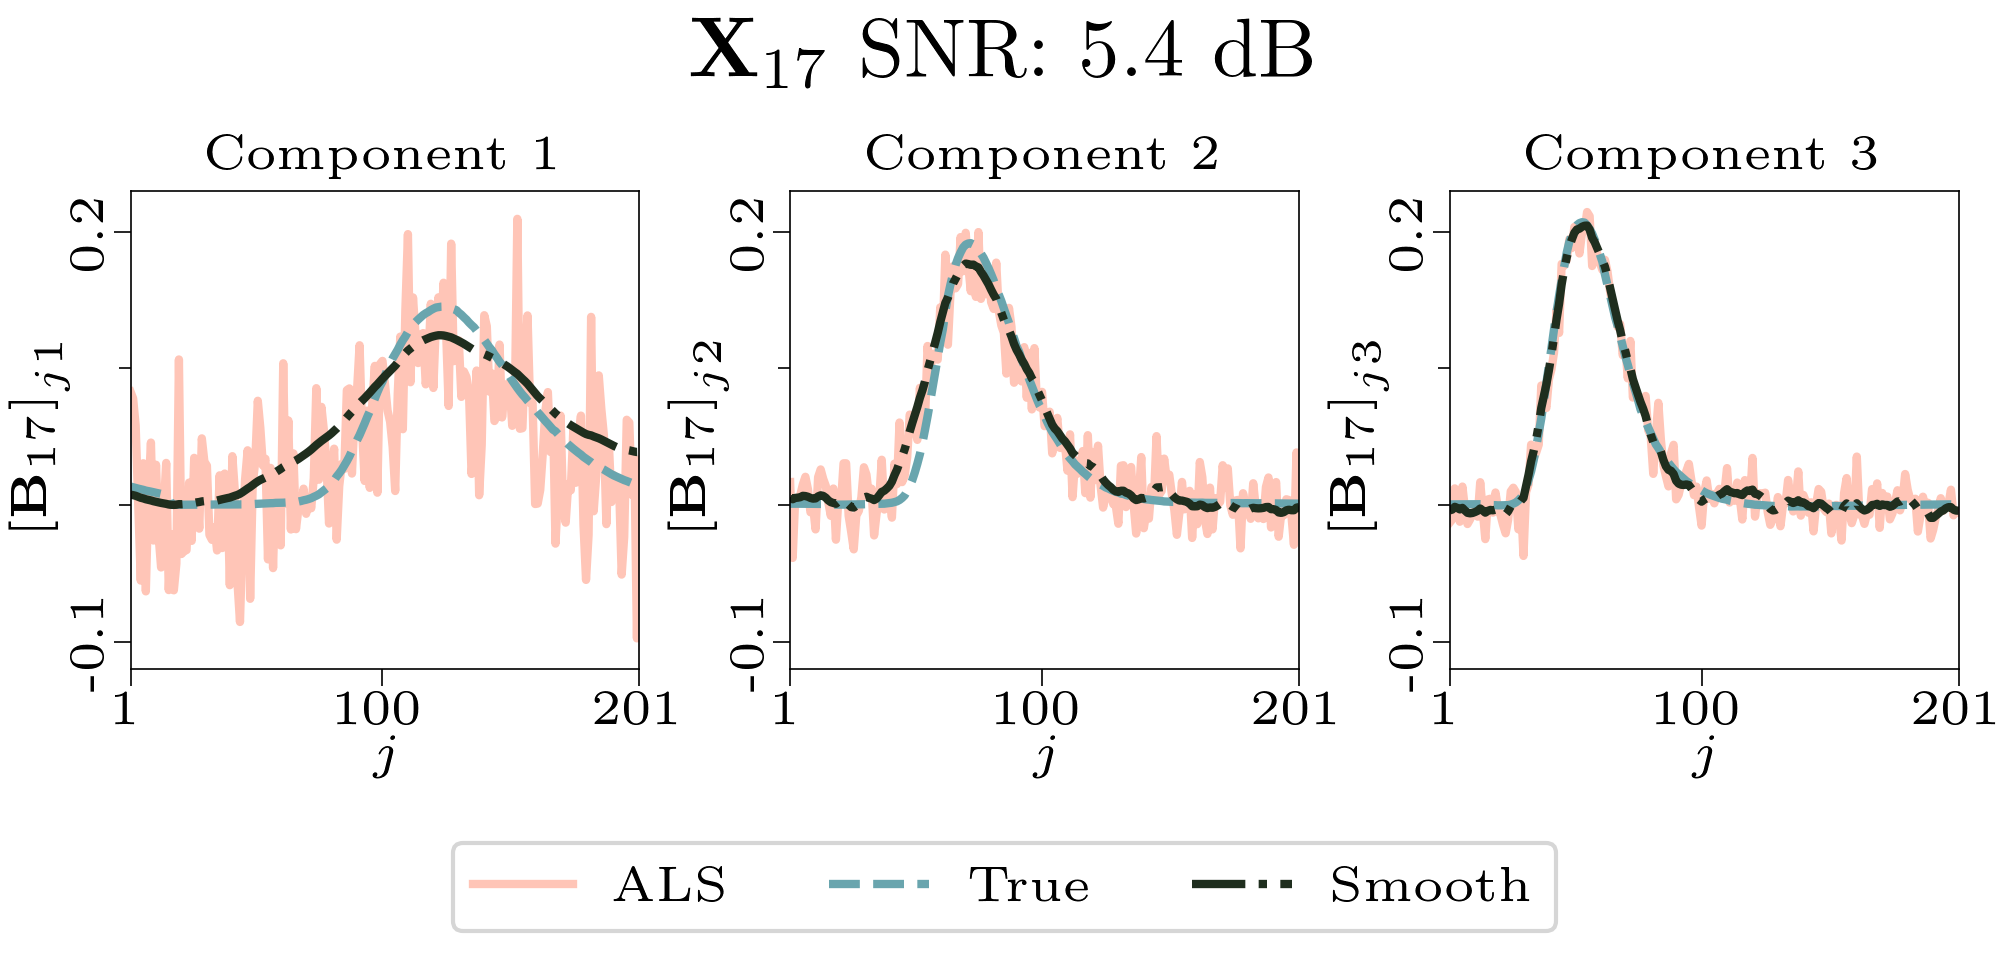 X17 SNR: 5.4 dB
Component 1
Component 2
Component 3
[B17]j1
0.2
-0.1
1 100 201
j
[B17]j2
0.2
-0.1
1 100 201
j
[B17]j3
0.2
-0.1
1 100 201
j
ALS True Smooth